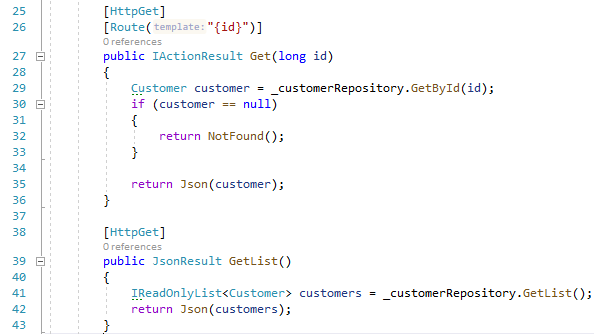 25 [HttpGet]
26 [Route(template:"{id}")]
0 references
27 public IActionResult Get(long id)
28 {
29 Customer customer = _customerRepository.GetById(id);
30 if (customer == null)
31 {
32 return NotFound();
33 }
34
35 return Json(customer);
36 }
37
38 [HttpGet]
0 references
39 public JsonResult GetList()
40 {
41 IReadOnlyList<Customer> customers = _customerRepository.GetList();
42 return Json(customers);
43 }